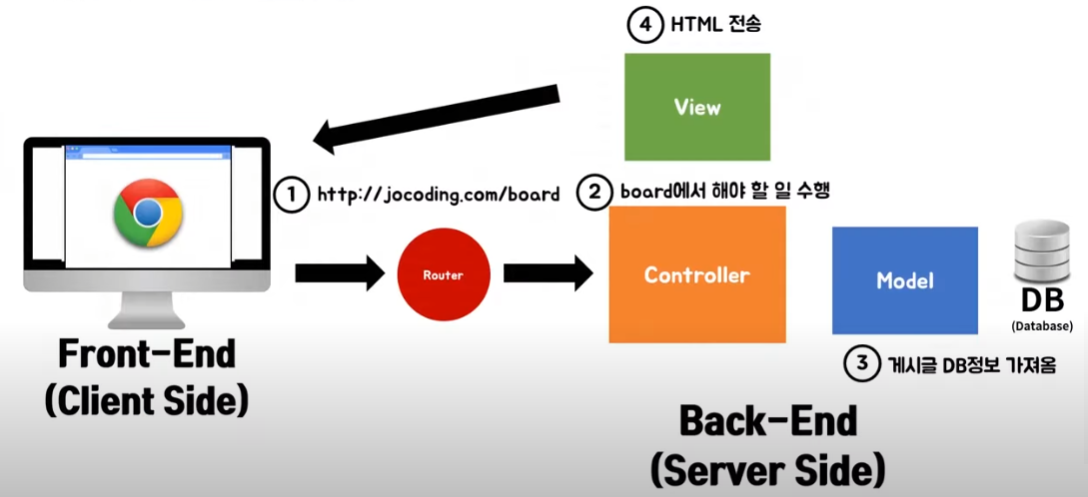 ④ HTML 전송
View
① http://jocoding.com/board
② board에서 해야 할 일 수행
Router
Controller
Model
DB
(Database)
③ 게시글 DB정보 가져옴
Front-End
(Client Side)
Back-End
(Server Side)